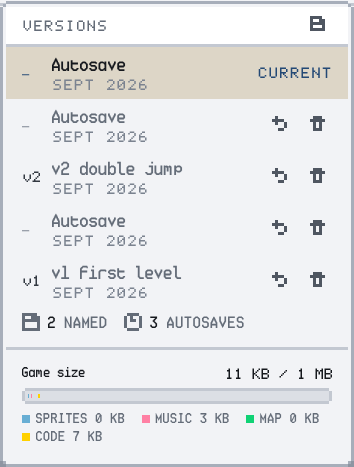 VERSIONS
– Autosave CURRENT
SEPT 2026
– Autosave
SEPT 2026
v2 v2 double jump
SEPT 2026
– Autosave
SEPT 2026
v1 v1 first level
SEPT 2026
2 NAMED 3 AUTOSAVES
Game size 11 KB / 1 MB
SPRITES 0 KB MUSIC 3 KB MAP 0 KB
CODE 7 KB